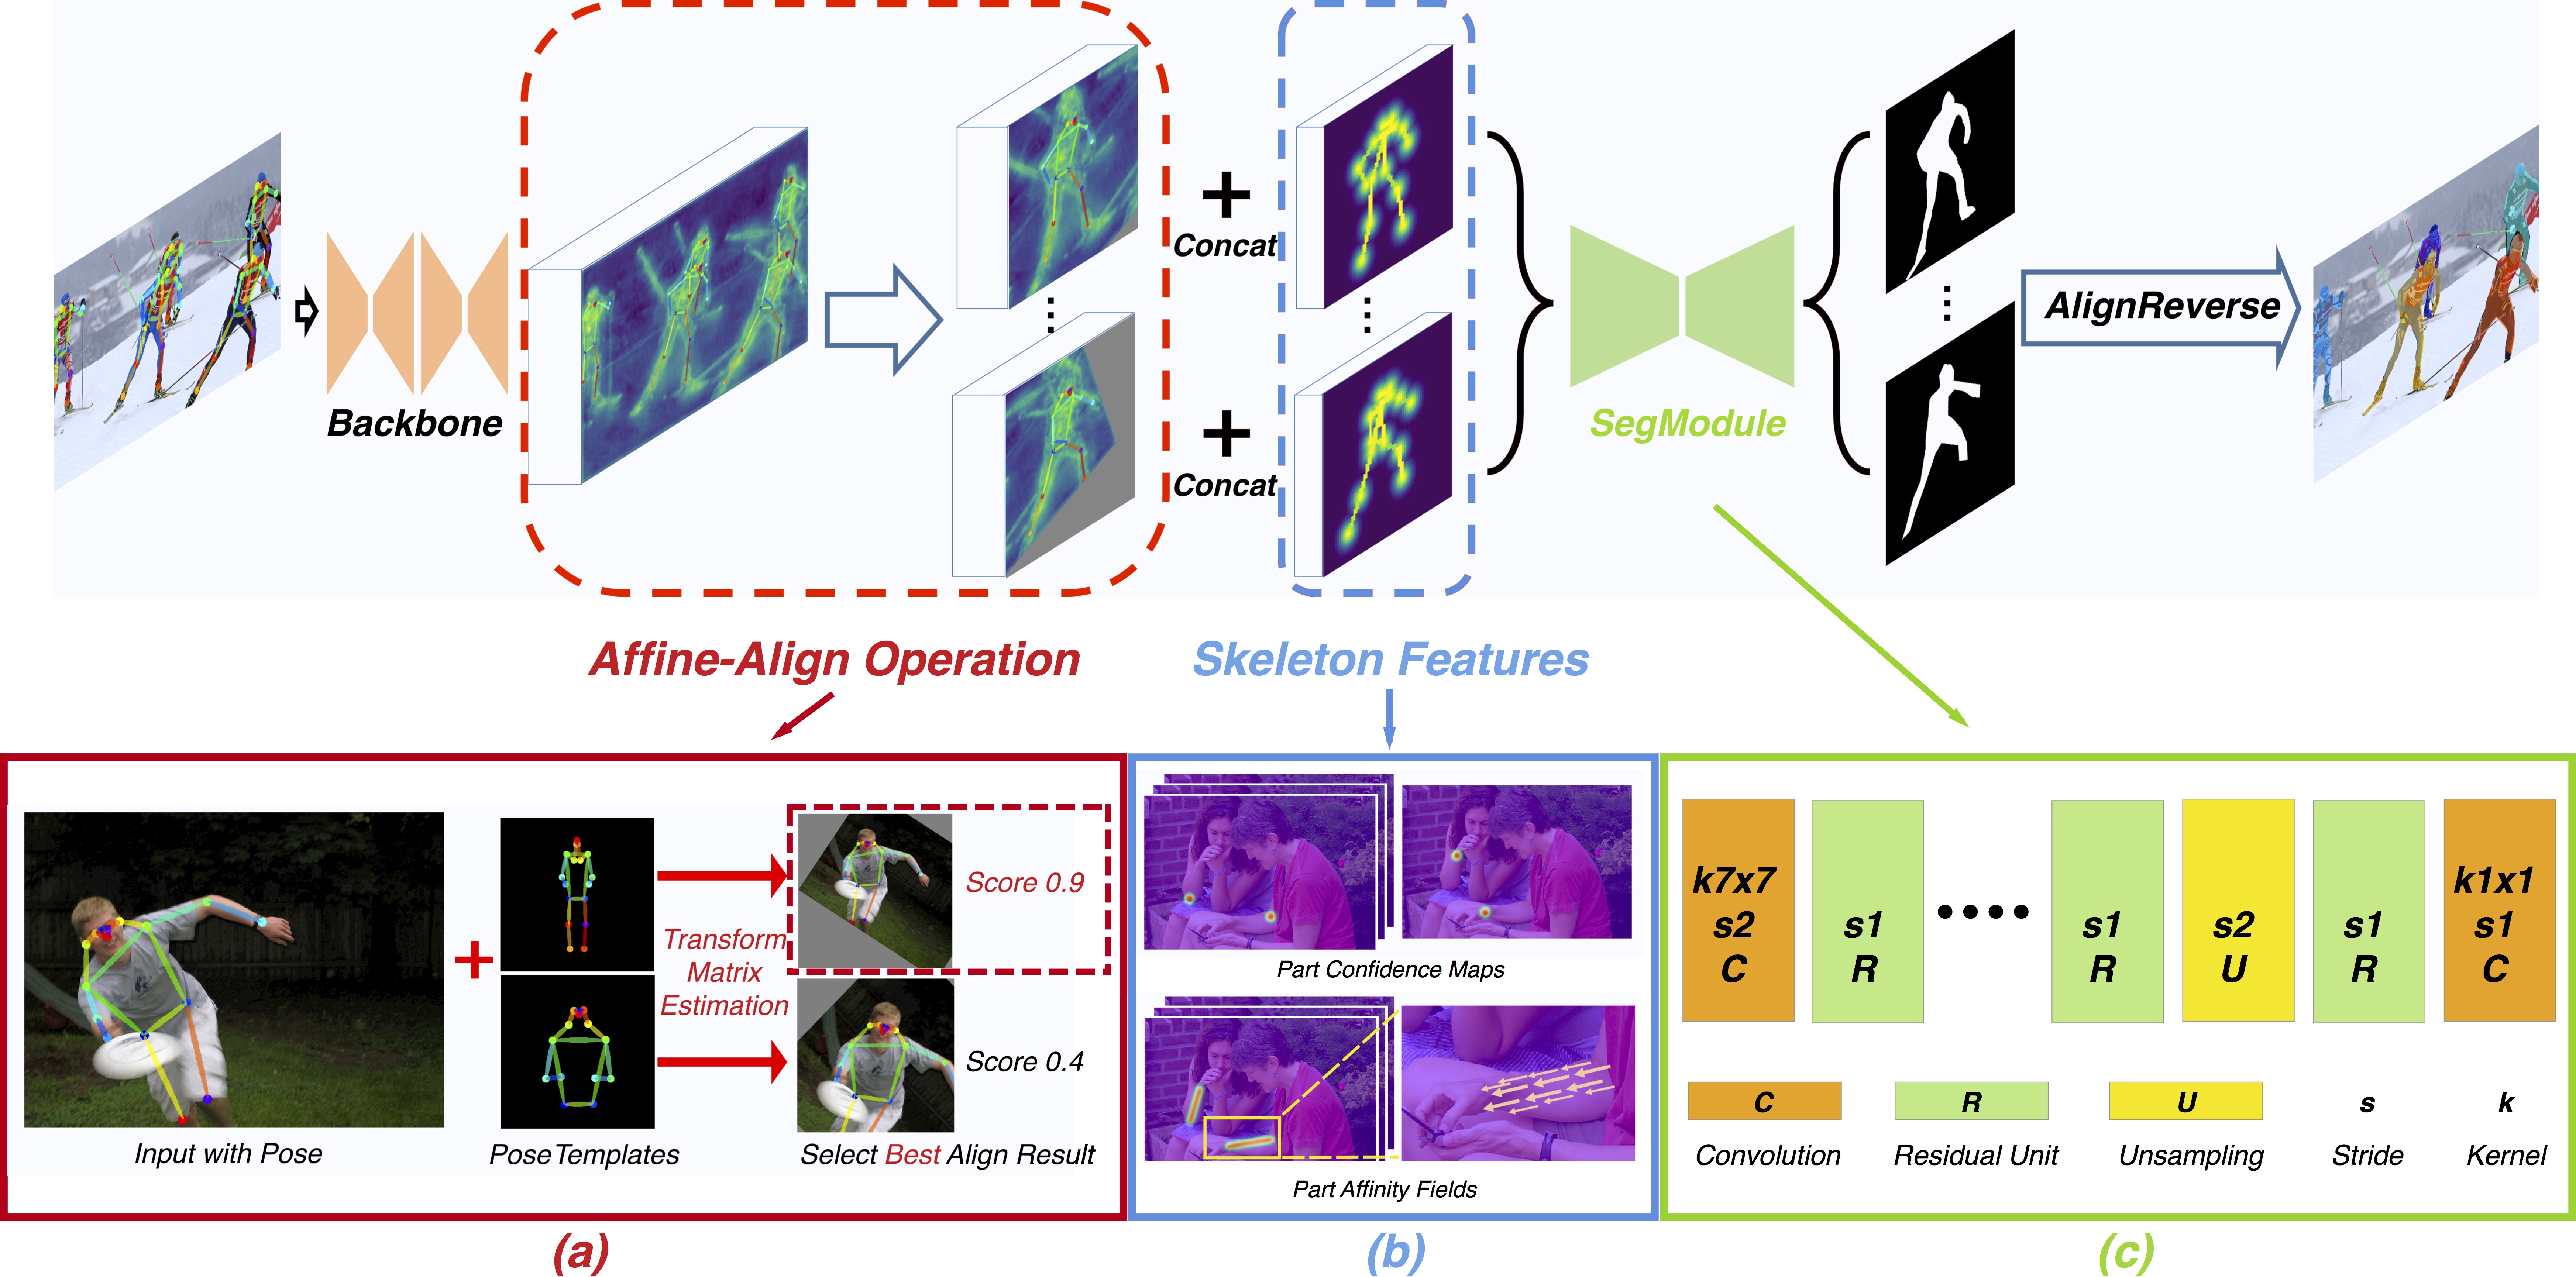 Backbone
Concat
Concat
SegModule
AlignReverse
Affine-Align Operation
Skeleton Features
Input with Pose
Pose Templates
Transform
Matrix
Estimation
Score 0.9
Score 0.4
Select Best Align Result
(a)
Part Confidence Maps
Part Affinity Fields
(b)
k7x7
s2
C
s1
R
s1
R
s2
U
s1
R
k1x1
s1
C
C
R
U
s
k
Convolution
Residual Unit
Unsampling
Stride
Kernel
(c)